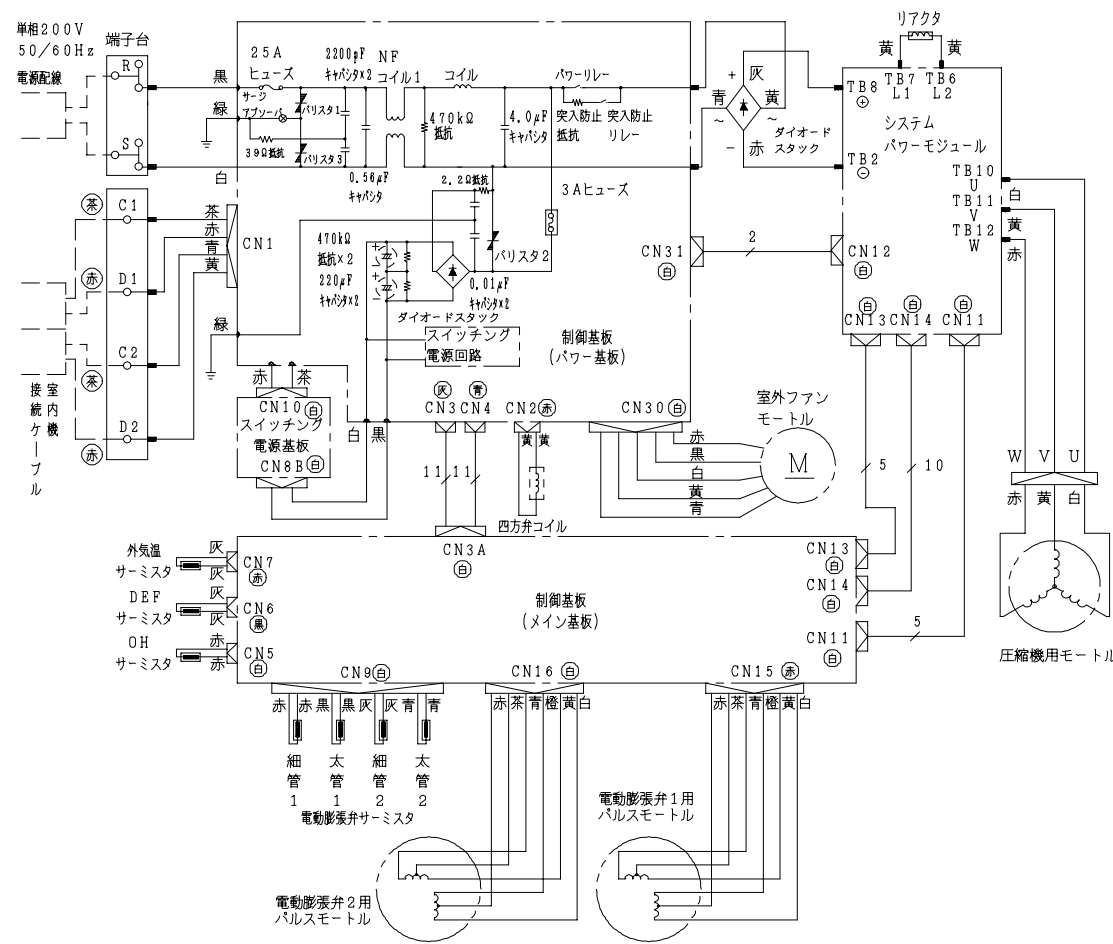 単相200V
50/60Hz
電源配線
端子台
R
S
黒
緑
白
25A
ヒューズ
サージ
アブソーバ
39Ω抵抗
バリスタ1
バリスタ3
2200pF
キャパシタ×2
NF
コイル1
コイル
470kΩ
抵抗
4.0μF
キャパシタ
0.56μF
キャパシタ
2.2Ω抵抗
パワーリレー
突入防止
抵抗
突入防止
リレー
3Aヒューズ
バリスタ2
470kΩ
抵抗×2
220μF
キャパシタ×2
0.01μF
キャパシタ×2
ダイオードスタック
スイッチング
電源回路
制御基板
(パワー基板)
青
+
灰
黄
~
~
−
赤
ダイオード
スタック
リアクタ
黄
黄
TB7
L1
TB6
L2
TB8
+
TB2
−
システム
パワーモジュール
TB10
U
TB11
V
TB12
W
白
黄
赤
CN31
白
2
CN12
白
白
CN13
白
CN14
白
CN11
茶
C1
赤
D1
C2
茶
D2
赤
茶
赤
青
黄
CN1
緑
室内機
接続ケーブル
赤
茶
CN10
白
スイッチング
電源基板
CN8B
白
白
黒
灰
CN3
青
CN4
CN2
赤
黄
黄
CN30
白
11
11
四方弁コイル
赤
黒
白
黄
青
室外ファン
モートル
M
5
10
W
V
U
赤
黄
白
圧縮機用モートル
外気温
サーミスタ
灰
灰
CN7
赤
DEF
サーミスタ
灰
灰
CN6
黒
OH
サーミスタ
赤
赤
CN5
白
CN3A
白
制御基板
(メイン基板)
CN13
白
CN14
白
CN11
白
5
CN9
白
CN16
白
CN15
赤
赤
赤
黒
黒
灰
灰
青
青
赤
茶
青
橙
黄
白
赤
茶
青
橙
黄
白
細管1
太管1
細管2
太管2
電動膨張弁サーミスタ
電動膨張弁1用
パルスモートル
電動膨張弁2用
パルスモートル